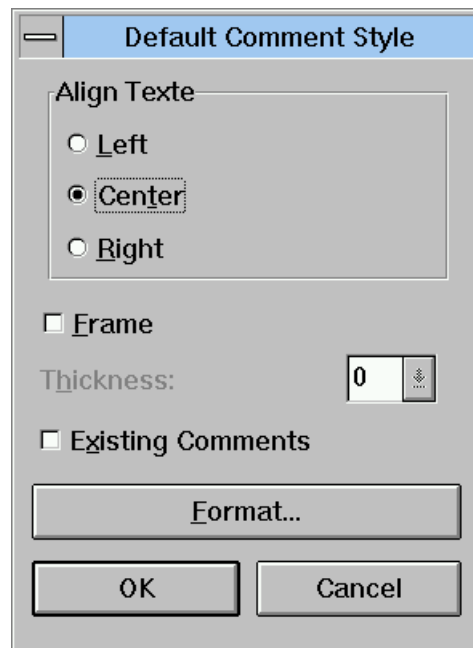 Default Comment Style
Align Texte
Left
Center
Right
Frame
Thickness: 0
Existing Comments
Format...
OK Cancel